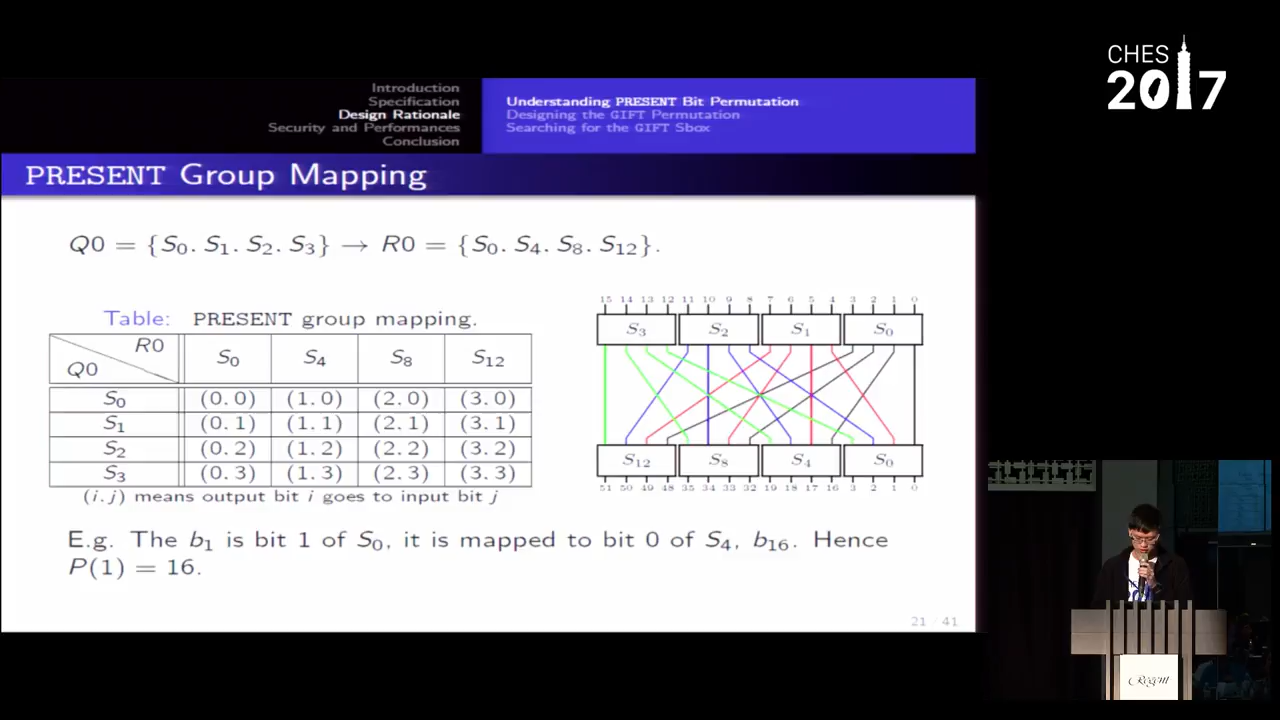 CHES
2017
Introduction
Specification
Design Rationale
Security and Performances
Conclusion
Understanding PRESENT Bit Permutation
Designing the GIFT Permutation
Searching for the GIFT Sbox
PRESENT Group Mapping
Q0 = {S0, S1, S2, S3} → R0 = {S0, S4, S8, S12}.
Table: PRESENT group mapping.
Q0 R0 S0 S4 S8 S12
S0 (0,0) (1,0) (2,0) (3,0)
S1 (0,1) (1,1) (2,1) (3,1)
S2 (0,2) (1,2) (2,2) (3,2)
S3 (0,3) (1,3) (2,3) (3,3)
(i,j) means output bit i goes to input bit j
15 14 13 12 11 10 9 8 7 6 5 4 3 2 1 0
S3 S2 S1 S0
S12 S8 S4 S0
51 50 49 48 35 34 33 32 19 18 17 16 3 2 1 0
E.g. The b1 is bit 1 of S0, it is mapped to bit 0 of S4, b16. Hence
P(1) = 16.
21 / 41
Regent